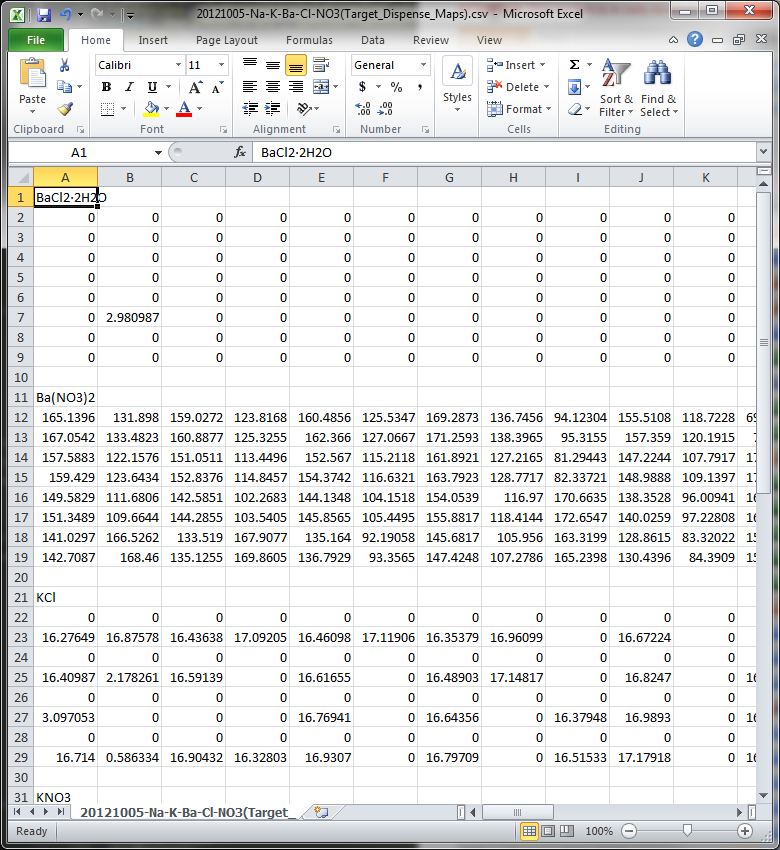 20121005-Na-K-Ba-Cl-NO3(Target_Dispense_Maps).csv - Microsoft Excel
File Home Insert Page Layout Formulas Data Review View
Calibri 11 General Insert Σ
Paste B I U A A $ % , Styles Delete Sort & Filter Find & Select
Format
Clipboard Font Alignment Number Cells Editing
A1 fx BaCl2·2H2O
A B C D E F G H I J K
1 BaCl2·2H2O
2 0 0 0 0 0 0 0 0 0 0 0
3 0 0 0 0 0 0 0 0 0 0 0
4 0 0 0 0 0 0 0 0 0 0 0
5 0 0 0 0 0 0 0 0 0 0 0
6 0 0 0 0 0 0 0 0 0 0 0
7 0 2.980987 0 0 0 0 0 0 0 0 0
8 0 0 0 0 0 0 0 0 0 0 0
9 0 0 0 0 0 0 0 0 0 0 0
10
11 Ba(NO3)2
12 165.1396 131.898 159.0272 123.8168 160.4856 125.5347 169.2873 136.7456 94.12304 155.5108 118.7228
13 167.0542 133.4823 160.8877 125.3255 162.366 127.0667 171.2593 138.3965 95.3155 157.359 120.1915
14 157.5883 122.1576 151.0511 113.4496 152.567 115.2118 161.8921 127.2165 81.29443 147.2244 107.7917
15 159.429 123.6434 152.8376 114.8457 154.3742 116.6321 163.7923 128.7717 82.33721 148.9888 109.1397
16 149.5829 111.6806 142.5851 102.2683 144.1348 104.1518 154.0539 116.97 170.6635 138.3528 96.00941
17 151.3489 109.6644 144.2855 103.5405 145.8565 105.4495 155.8817 118.4144 172.6547 140.0259 97.22808
18 141.0297 166.5262 133.519 167.9077 135.164 92.19058 145.6817 105.956 163.3199 128.8615 83.32022
19 142.7087 168.46 135.1255 169.8605 136.7929 93.3565 147.4248 107.2786 165.2398 130.4396 84.3909
20
21 KCl
22 0 0 0 0 0 0 0 0 0 0 0
23 16.27649 16.87578 16.43638 17.09205 16.46098 17.11906 16.35379 16.96099 0 16.67224 0
24 0 0 0 0 0 0 0 0 0 0 0
25 16.40987 2.178261 16.59139 0 16.61655 0 16.48903 17.14817 0 16.8247 0
26 0 0 0 0 0 0 0 0 0 0 0
27 3.097053 0 0 0 16.76941 0 16.64356 0 16.37948 16.9893 0
28 0 0 0 0 0 0 0 0 0 0 0
29 16.714 0.586334 16.90432 16.32803 16.9307 0 16.79709 0 16.51533 17.17918 0
30
31 KNO3
20121005-Na-K-Ba-Cl-NO3(Target_
Ready 100%